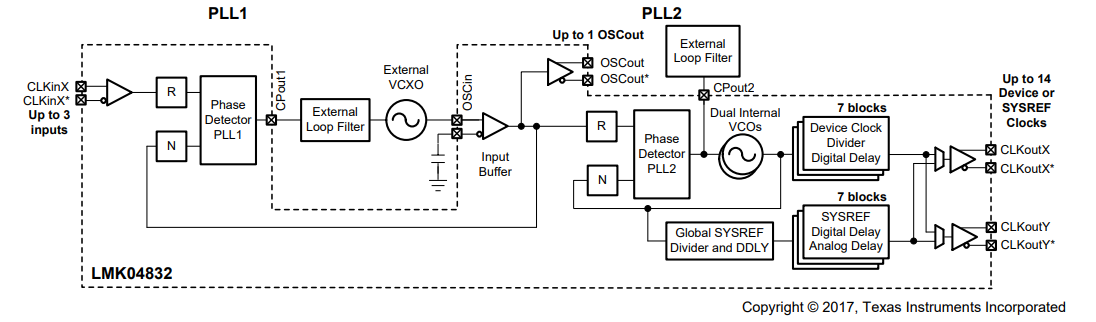 PLL1
PLL2
Up to 1 OSCout
External
Loop Filter
OSCout
OSCout*
CPout2
CLKinX
CLKinX*
Up to 3
inputs
R
N
Phase
Detector
PLL1
CPout1
External
Loop Filter
External
VCXO
OSCin
Input
Buffer
R
N
Phase
Detector
PLL2
Dual Internal
VCOs
7 blocks
Device Clock
Divider
Digital Delay
7 blocks
SYSREF
Digital Delay
Analog Delay
Global SYSREF
Divider and DDLY
Up to 14
Device or
SYSREF
Clocks
CLKoutX
CLKoutX*
CLKoutY
CLKoutY*
LMK04832
Copyright © 2017, Texas Instruments Incorporated